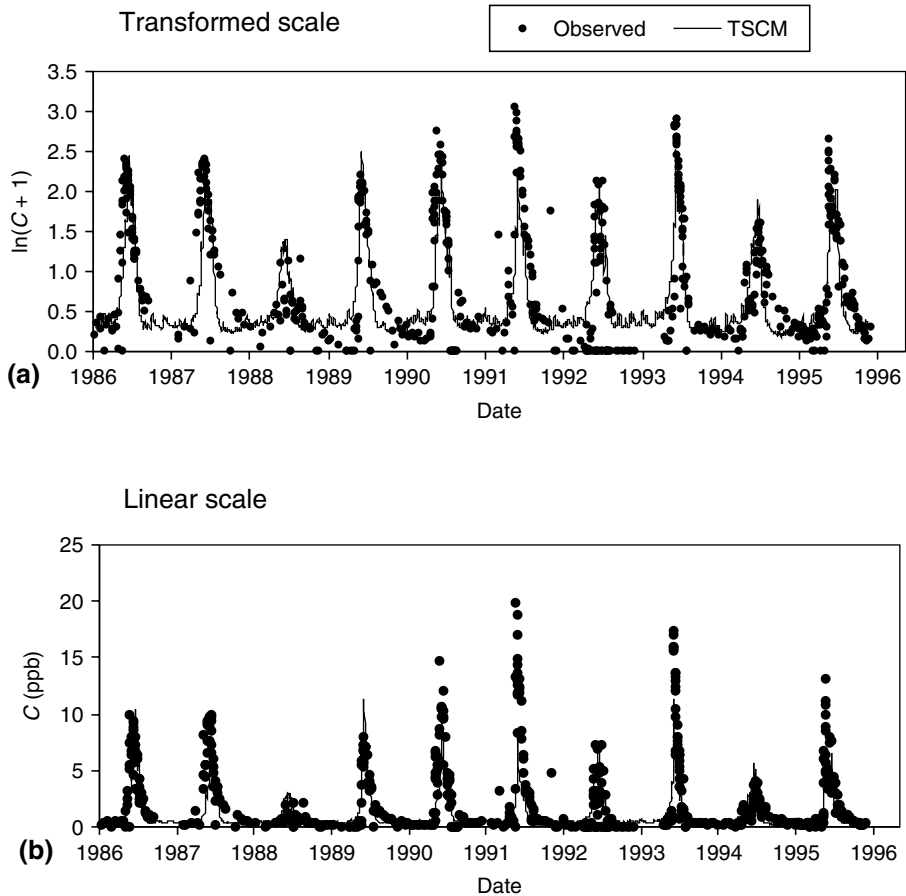 Transformed scale
Observed TSCM
3.5
3.0
2.5
2.0
1.5
1.0
0.5
0.0
ln(C + 1)
1986 1987 1988 1989 1990 1991 1992 1993 1994 1995 1996
(a)
Date
Linear scale
25
20
15
10
5
0
C (ppb)
1986 1987 1988 1989 1990 1991 1992 1993 1994 1995 1996
(b)
Date